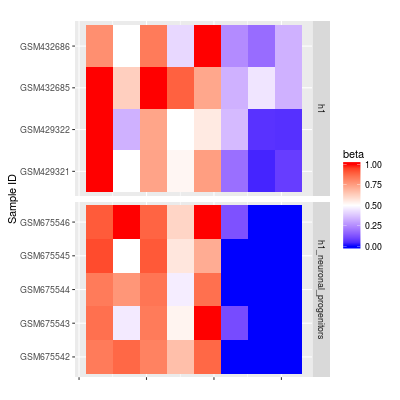 GSM432686
GSM432685
GSM429322
GSM429321
h1
GSM675546
GSM675545
GSM675544
GSM675543
GSM675542
h1_neuronal_progenitors
Sample ID
beta
1.00
0.75
0.50
0.25
0.00